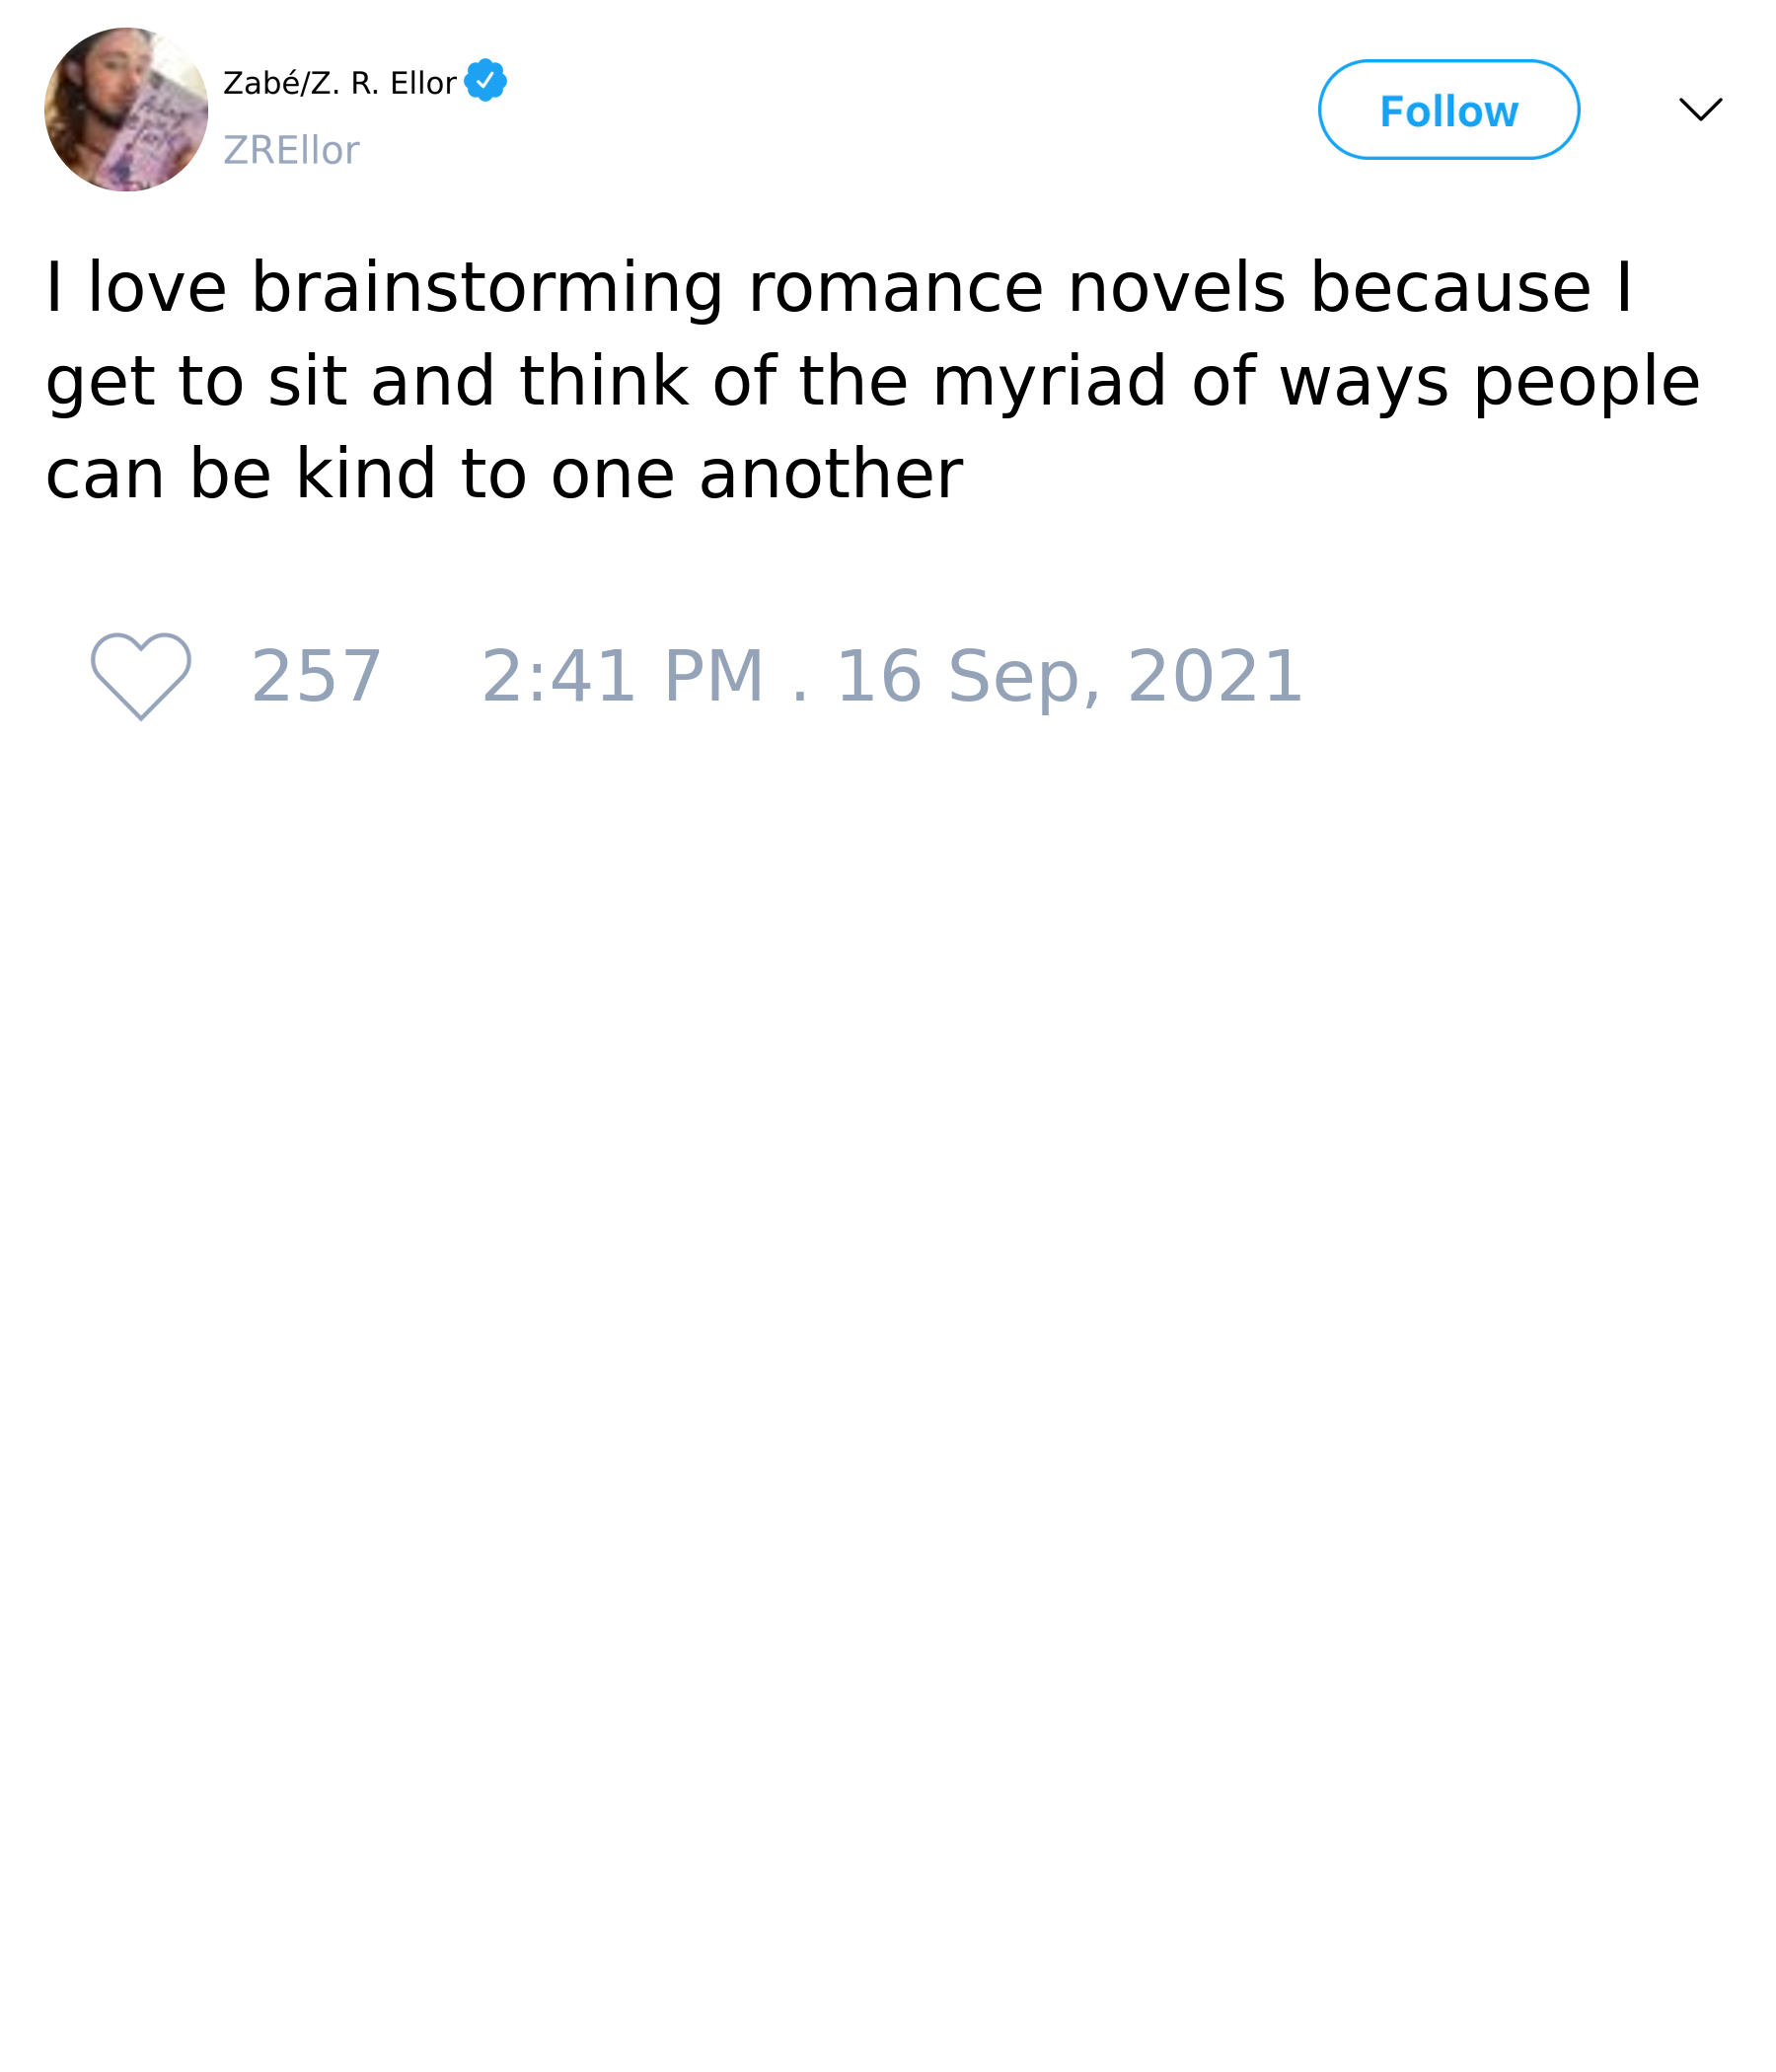 Zabé/Z. R. Ellor
ZREllor
Follow
I love brainstorming romance novels because I
get to sit and think of the myriad of ways people
can be kind to one another
257 2:41 PM . 16 Sep, 2021